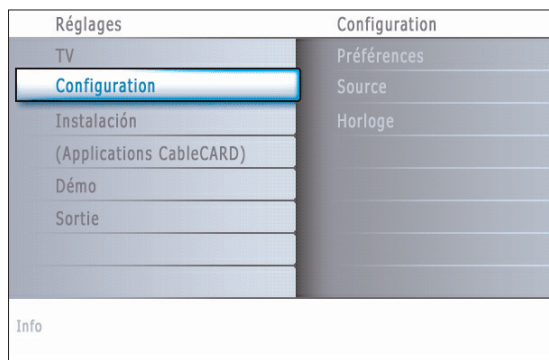 Réglages
Configuration
TV
Préférences
Configuration
Source
Instalación
Horloge
(Applications CableCARD)
Démo
Sortie
Info